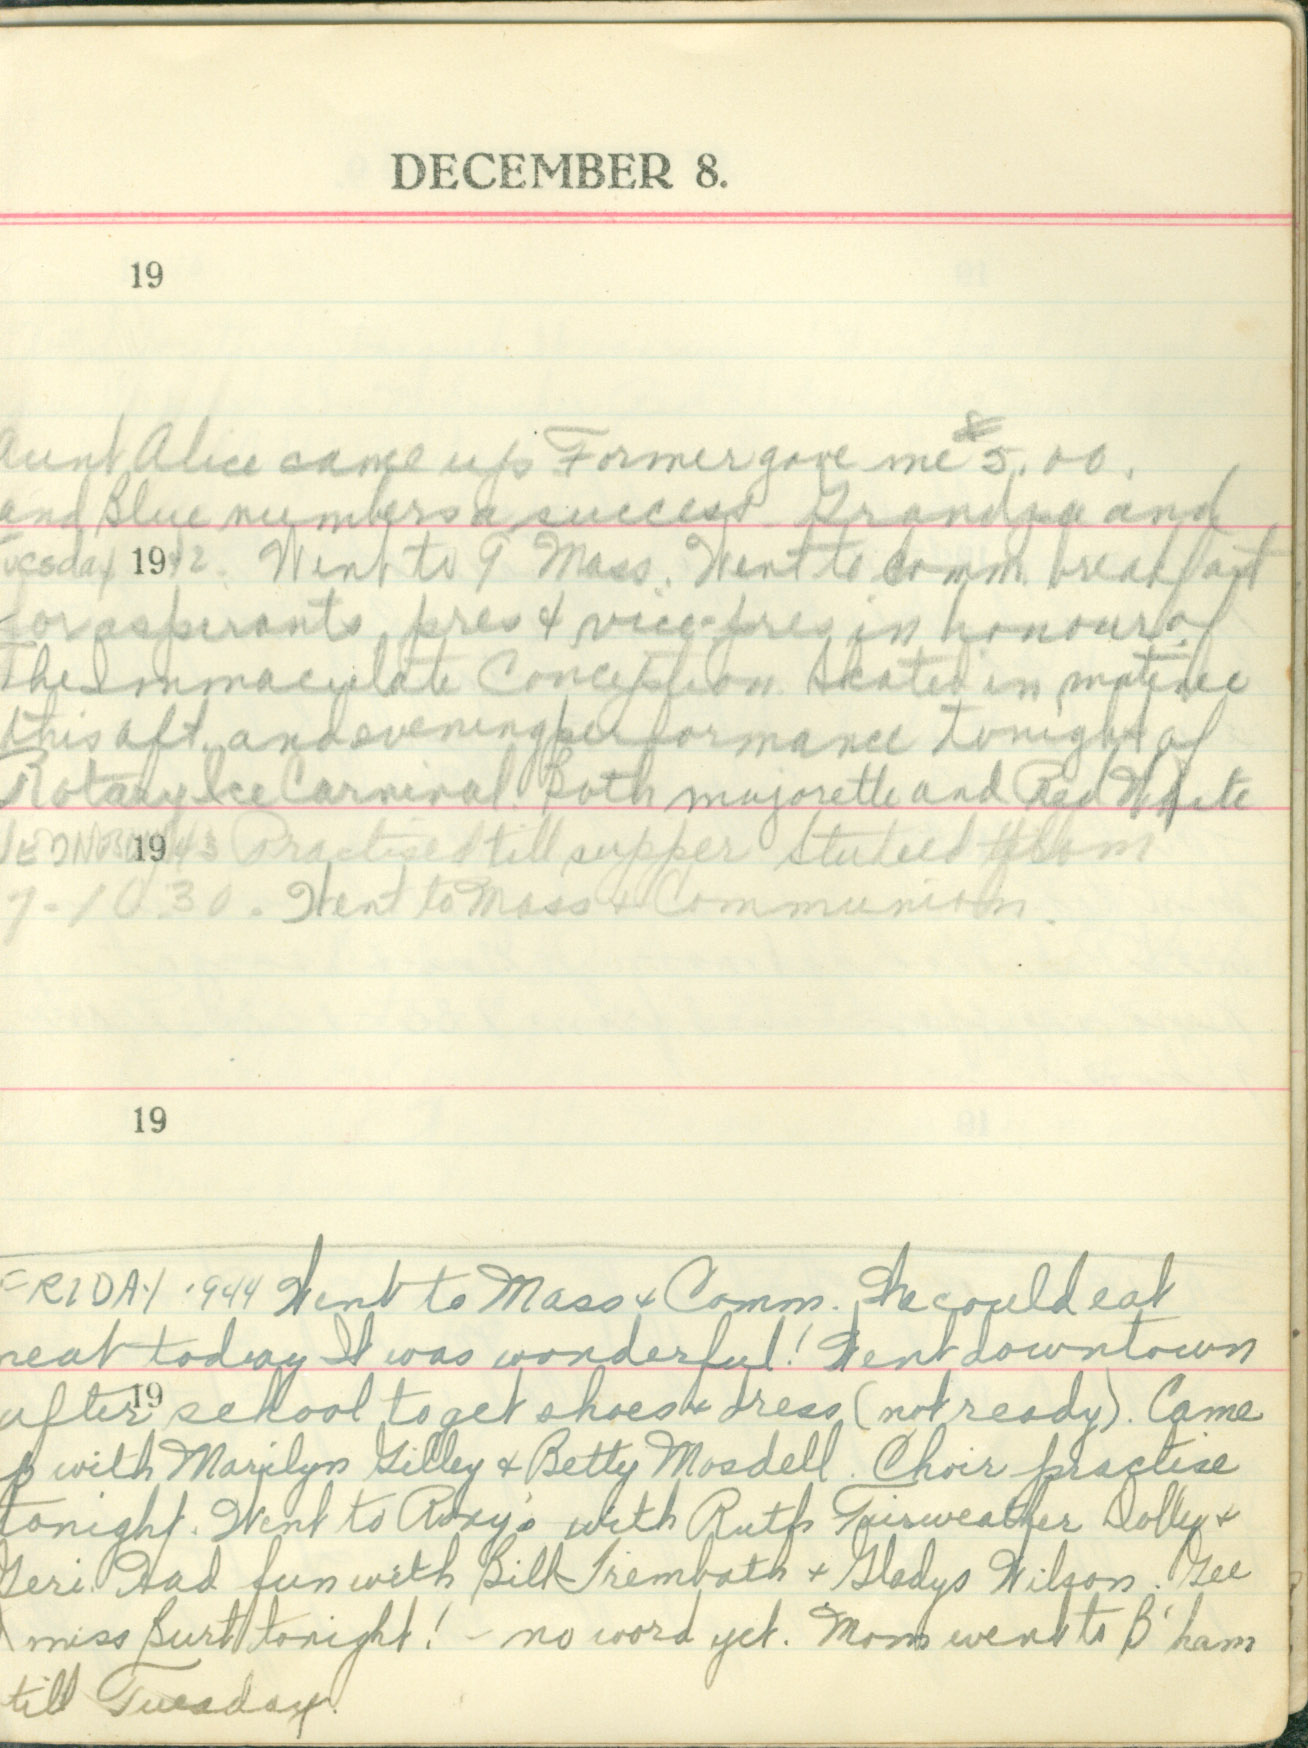 DECEMBER 8.
19
Aunt Alice came up Former gave me $5.00.
and Blue numbers a success. Grandpa and
Tuesday 1942. Went to 9 Mass. Went to Comm. breakfast
for aspirants, pres & vice-pres in honour of
The Immaculate Conception. Skated in matinee
this aft. and evening performance tonight of
Rotary Ice Carnival. Both majorette and Red White
WEDNESDAY 1943 Practised till supper Studied from
7-10.30. Went to Mass & Communion.
19
FRIDAY 1944 Went to Mass & Comm. We could eat
meat today It was wonderful! Went downtown
19
after school to get shoes & dress (not ready). Came
up with Marilyn Gilley & Betty Mosdell. Choir practise
tonight. Went to Roxy's with Ruth Fairweather Dolly &
Geri. Had fun with Bill Trembath & Gladys Wilson. Gee
I miss Burt tonight! - no word yet. Mom went to B'ham
till Tuesday.